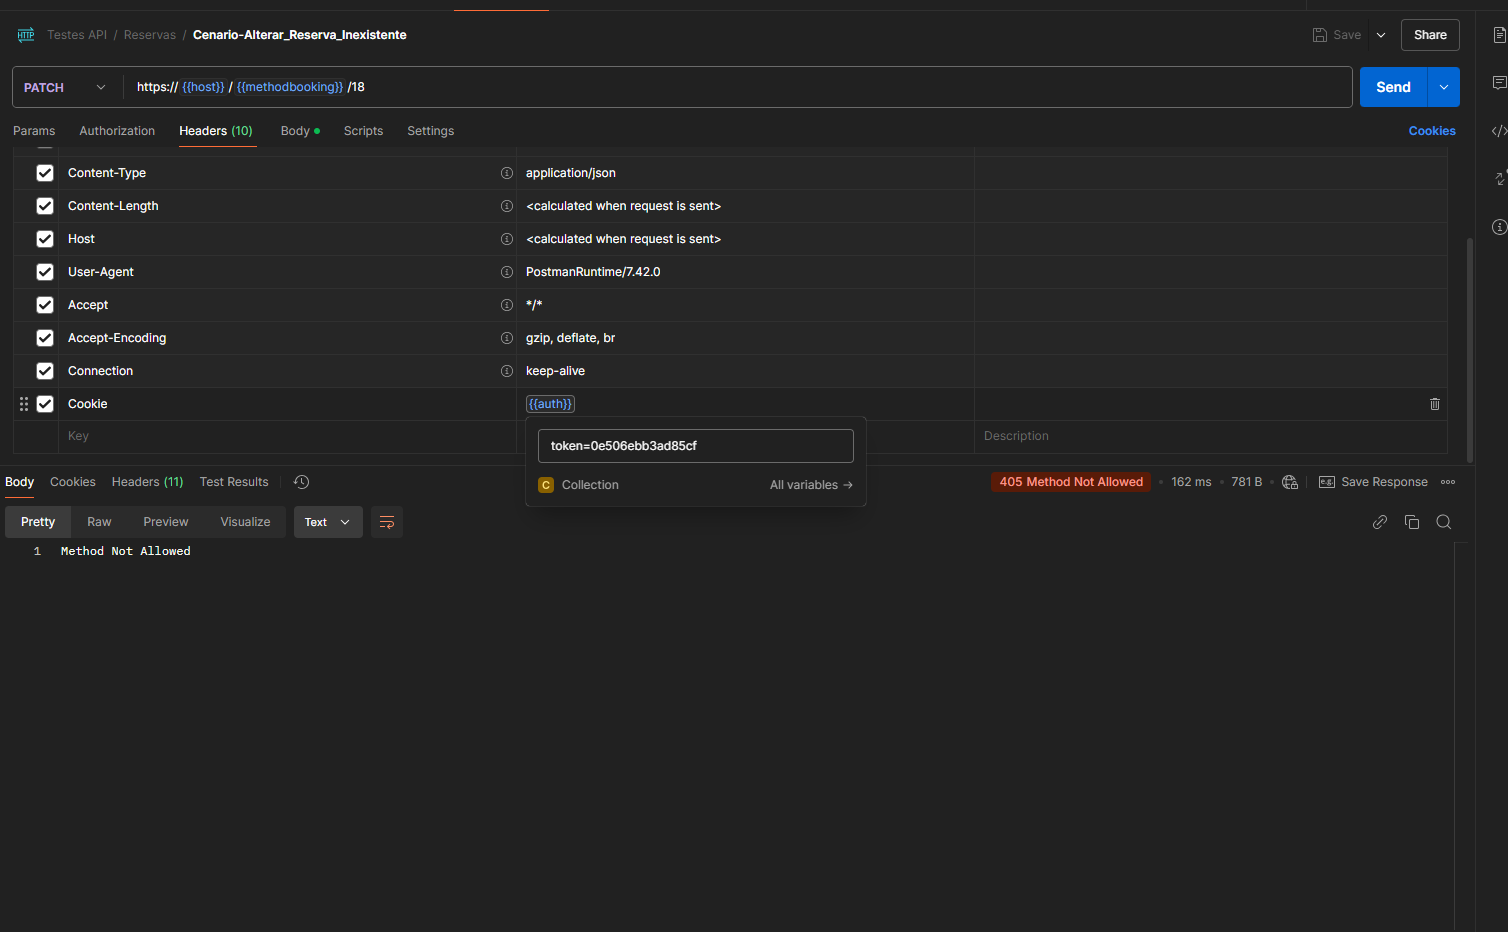 HTTP Testes API / Reservas / Cenario-Alterar_Reserva_Inexistente Save Share
PATCH https:// {{host}} / {{methodbooking}} /18 Send
Params Authorization Headers (10) Body Scripts Settings Cookies
Content-Type application/json
Content-Length <calculated when request is sent>
Host <calculated when request is sent>
User-Agent PostmanRuntime/7.42.0
Accept */*
Accept-Encoding gzip, deflate, br
Connection keep-alive
Cookie {{auth}}
Key Description
token=0e506ebb3ad85cf
C Collection All variables →
Body Cookies Headers (11) Test Results 405 Method Not Allowed • 162 ms • 781 B • e.g. Save Response
Pretty Raw Preview Visualize Text
1 Method Not Allowed